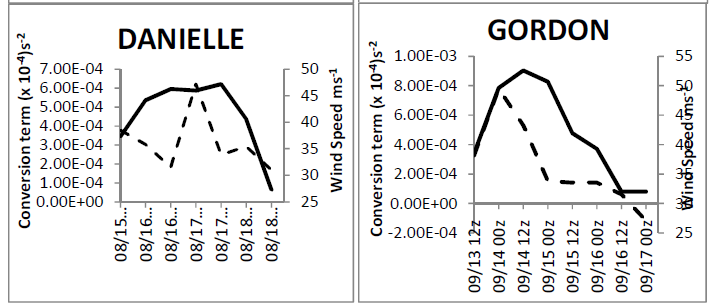 DANIELLE
Conversion term (x 10⁻⁴)s⁻²
7.00E-04
6.00E-04
5.00E-04
4.00E-04
3.00E-04
2.00E-04
1.00E-04
0.00E+00
50
45
40
35
30
25
Wind Speed ms⁻¹
08/15...
08/16...
08/16...
08/17...
08/17...
08/18...
08/18...
GORDON
Conversion term (x 10⁻⁴)s⁻²
1.00E-03
8.00E-04
6.00E-04
4.00E-04
2.00E-04
0.00E+00
-2.00E-04
55
50
45
40
35
30
25
Wind Speed ms⁻¹
09/13 12z
09/14 00z
09/14 12z
09/15 00z
09/15 12z
09/16 00z
09/16 12z
09/17 00z